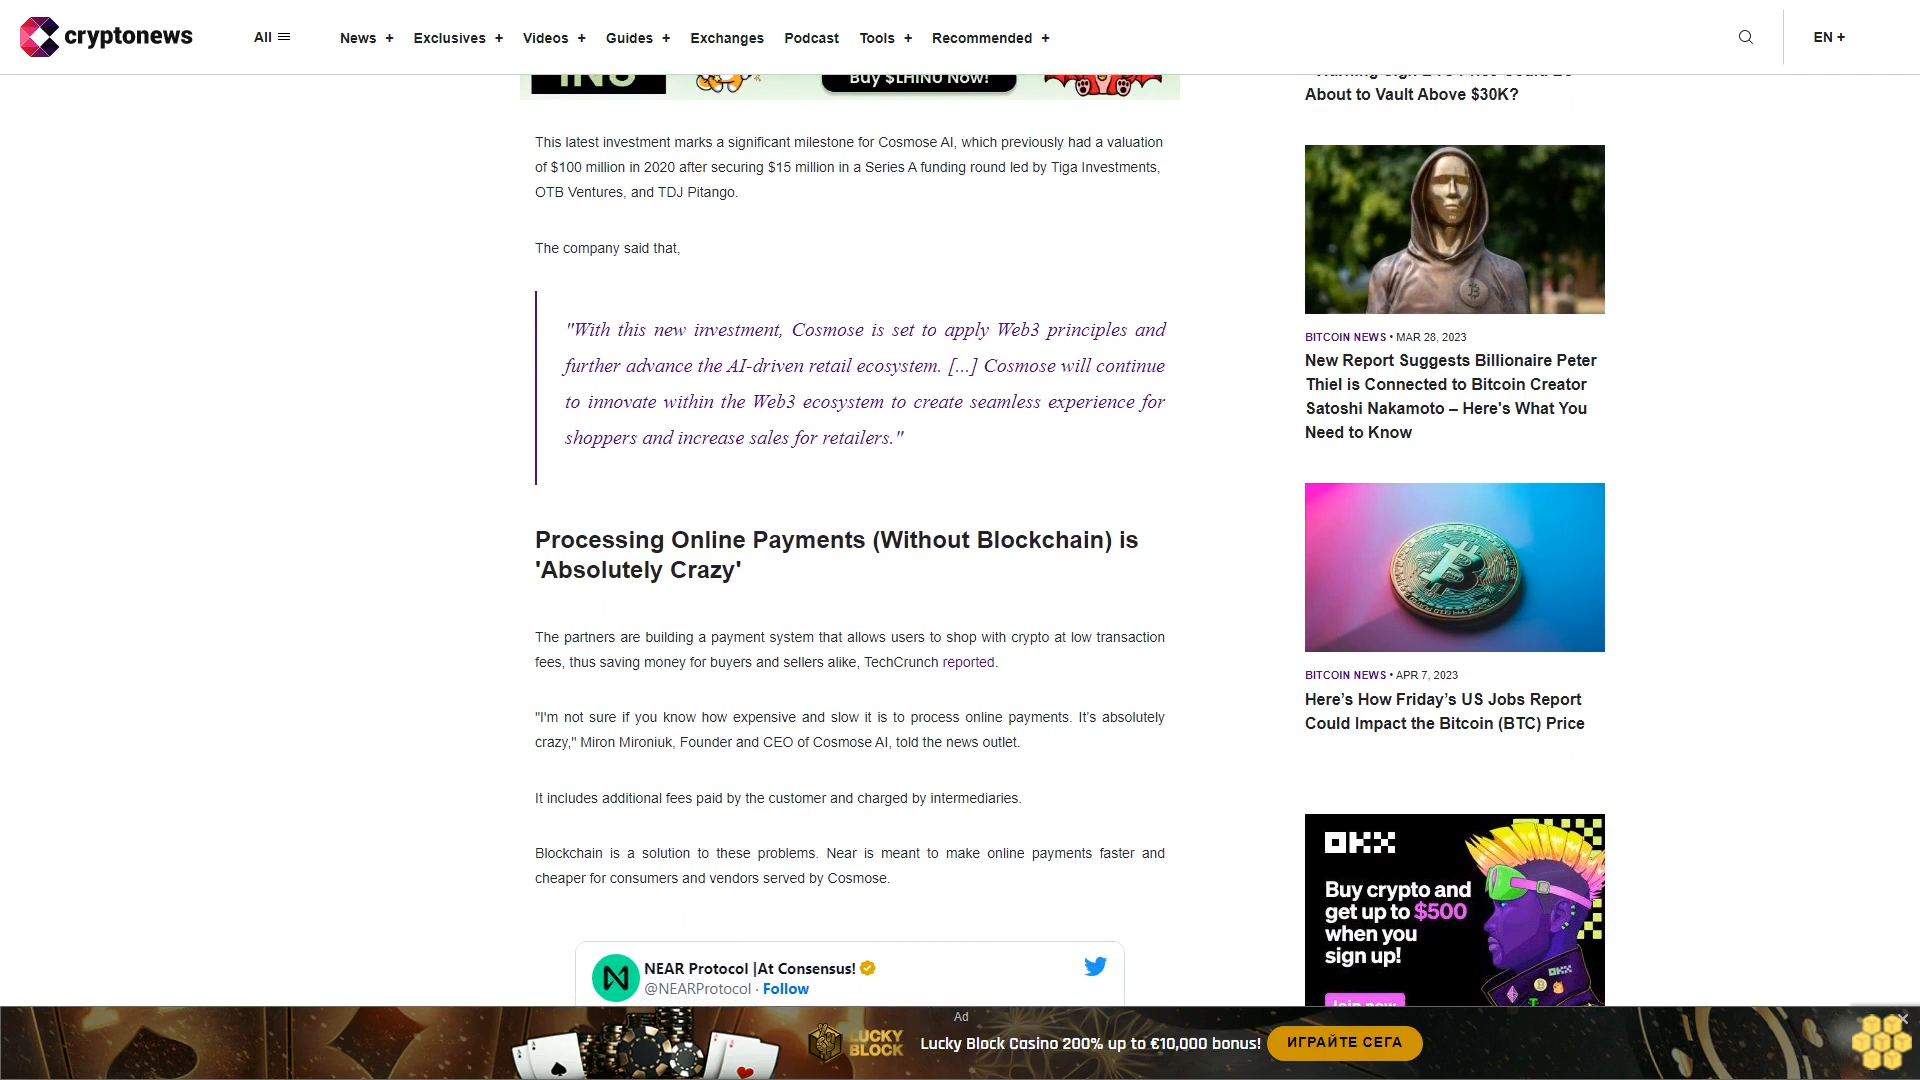 cryptonews
All
News +
Exclusives +
Videos +
Guides +
Exchanges
Podcast
Tools +
Recommended +
EN +
Buy $LHINU Now!
This latest investment marks a significant milestone for Cosmose AI, which previously had a valuation
of $100 million in 2020 after securing $15 million in a Series A funding round led by Tiga Investments,
OTB Ventures, and TDJ Pitango.
The company said that,
"With this new investment, Cosmose is set to apply Web3 principles and
further advance the AI-driven retail ecosystem. [...] Cosmose will continue
to innovate within the Web3 ecosystem to create seamless experience for
shoppers and increase sales for retailers."
Processing Online Payments (Without Blockchain) is
'Absolutely Crazy'
The partners are building a payment system that allows users to shop with crypto at low transaction
fees, thus saving money for buyers and sellers alike, TechCrunch reported.
"I'm not sure if you know how expensive and slow it is to process online payments. It’s absolutely
crazy," Miron Mironiuk, Founder and CEO of Cosmose AI, told the news outlet.
It includes additional fees paid by the customer and charged by intermediaries.
Blockchain is a solution to these problems. Near is meant to make online payments faster and
cheaper for consumers and vendors served by Cosmose.
NEAR Protocol |At Consensus!
@NEARProtocol · Follow
About to Vault Above $30K?
BITCOIN NEWS • MAR 28, 2023
New Report Suggests Billionaire Peter
Thiel is Connected to Bitcoin Creator
Satoshi Nakamoto – Here's What You
Need to Know
BITCOIN NEWS • APR 7, 2023
Here’s How Friday’s US Jobs Report
Could Impact the Bitcoin (BTC) Price
OKX
Buy crypto and
get up to $500
when you
sign up!
Join now
Ad
LUCKY
BLOCK
Lucky Block Casino 200% up to €10,000 bonus!
ИГРАЙТЕ СЕГА